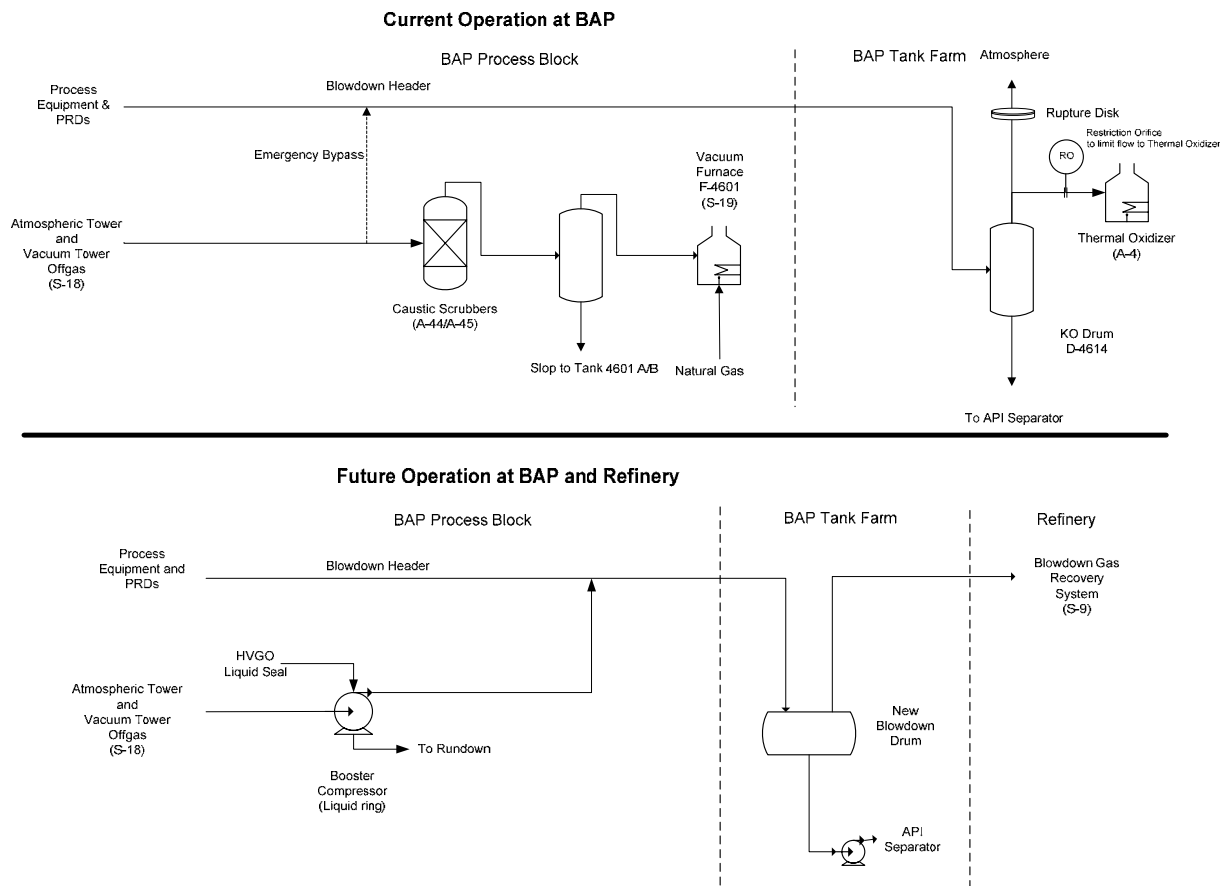 Current Operation at BAP
BAP Process Block
BAP Tank Farm
Atmosphere
Process
Equipment &
PRDs
Blowdown Header
Rupture Disk
Restriction Orifice
to limit flow to Thermal Oxidizer
RO
Emergency Bypass
Vacuum
Furnace
F-4601
(S-19)
Atmospheric Tower
and
Vacuum Tower
Offgas
(S-18)
Thermal Oxidizer
(A-4)
Caustic Scrubbers
(A-44/A-45)
KO Drum
D-4614
Slop to Tank 4601 A/B
Natural Gas
To API Separator
Future Operation at BAP and Refinery
BAP Process Block
BAP Tank Farm
Refinery
Process
Equipment and
PRDs
Blowdown Header
Blowdown Gas
Recovery
System
(S-9)
HVGO
Liquid Seal
Atmospheric Tower
and
Vacuum Tower
Offgas
(S-18)
New
Blowdown
Drum
To Rundown
Booster
Compressor
(Liquid ring)
API
Separator